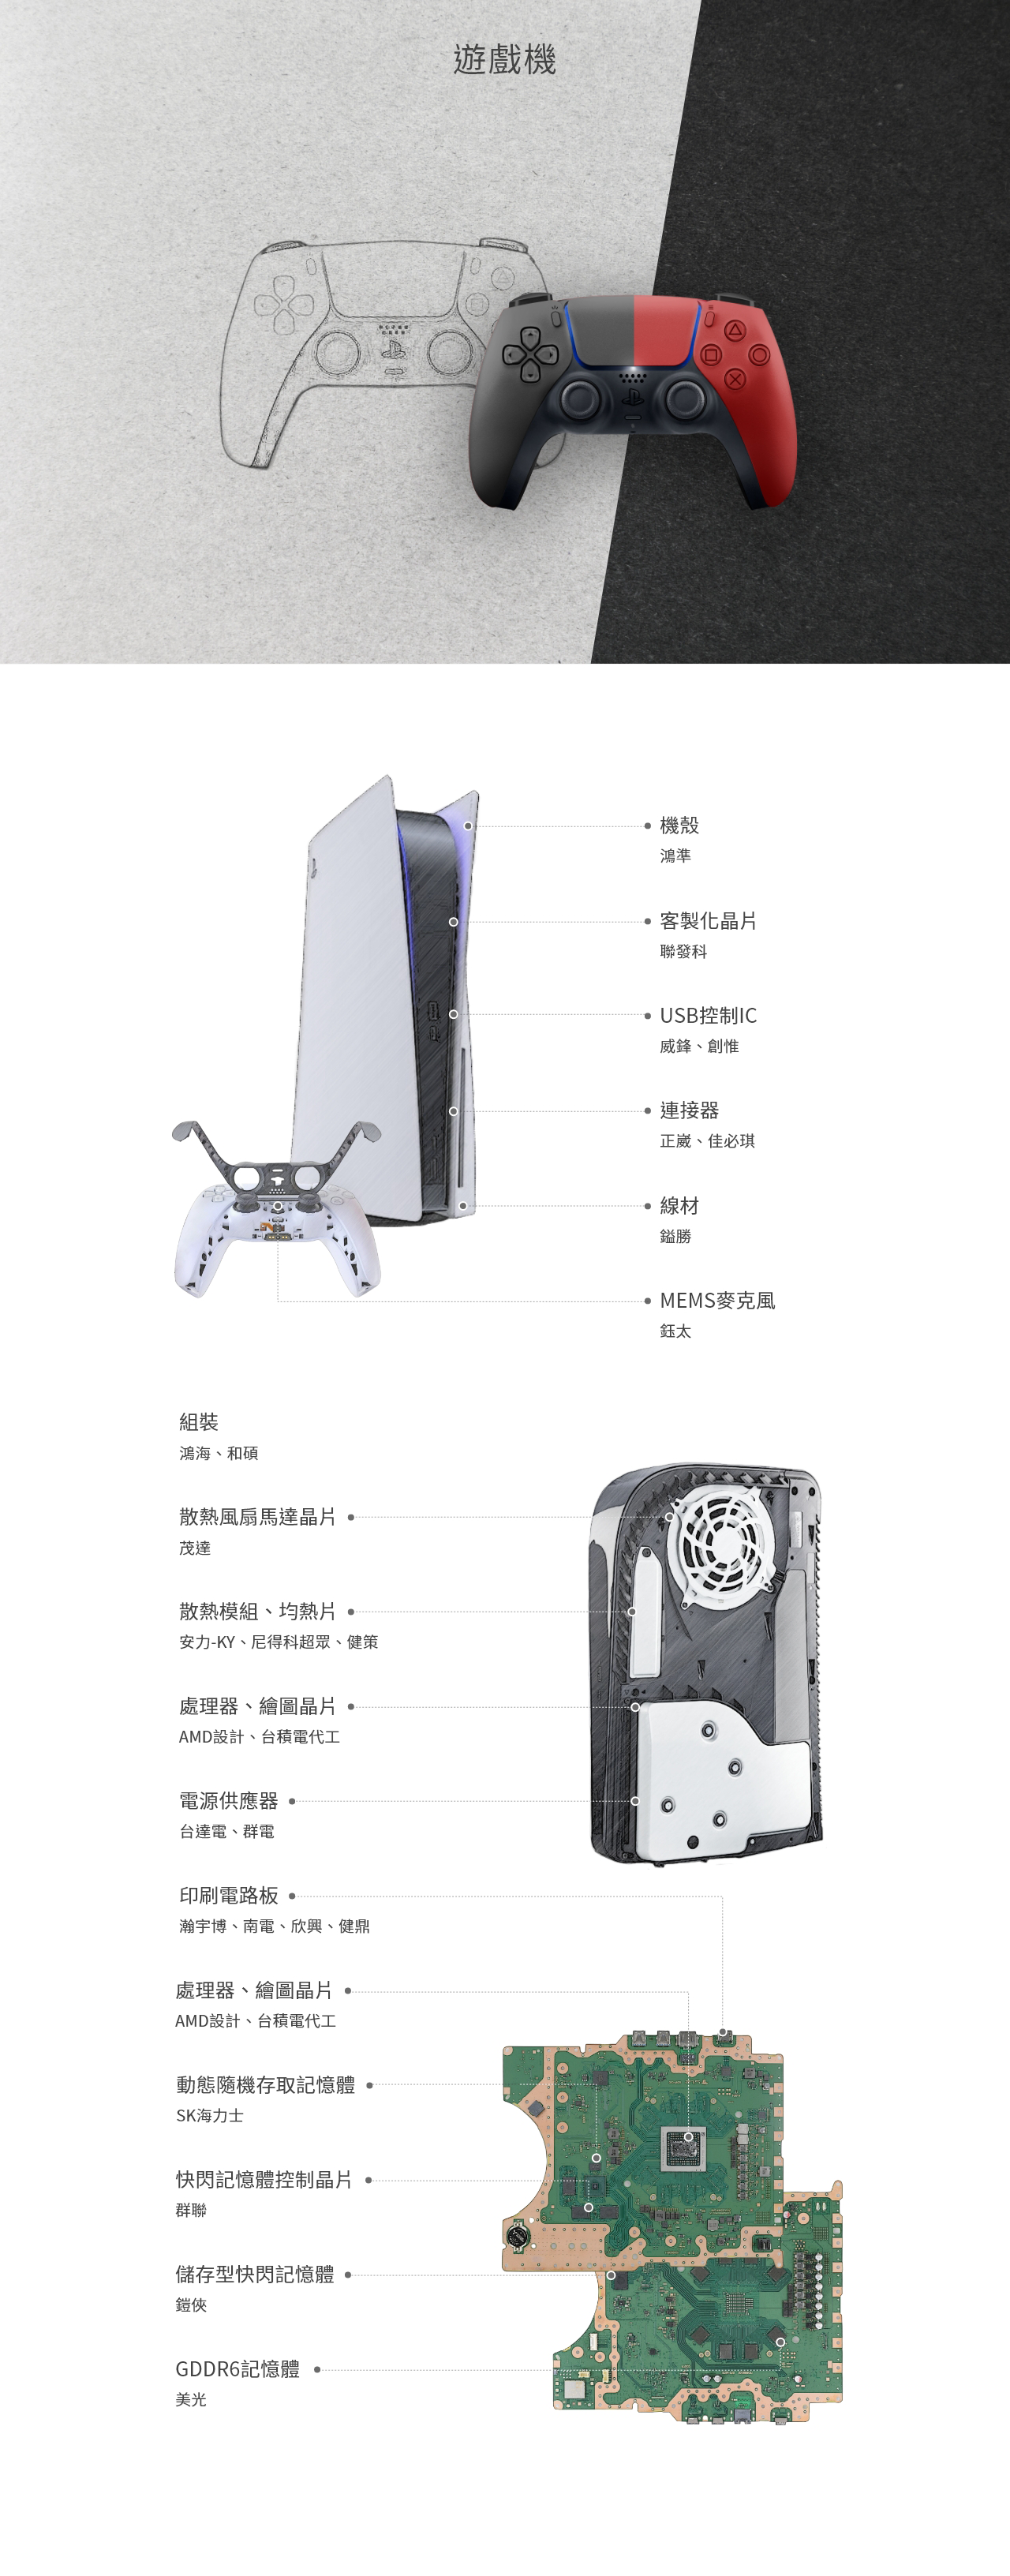 遊戲機
機殼
鴻準
客製化晶片
聯發科
USB控制IC
威鋒、創惟
連接器
正崴、佳必琪
線材
鎰勝
MEMS麥克風
鈺太
組裝
鴻海、和碩
散熱風扇馬達晶片
茂達
散熱模組、均熱片
安力-KY、尼得科超眾、健策
處理器、繪圖晶片
AMD設計、台積電代工
電源供應器
台達電、群電
印刷電路板
瀚宇博、南電、欣興、健鼎
處理器、繪圖晶片
AMD設計、台積電代工
動態隨機存取記憶體
SK海力士
快閃記憶體控制晶片
群聯
儲存型快閃記憶體
鎧俠
GDDR6記憶體
美光